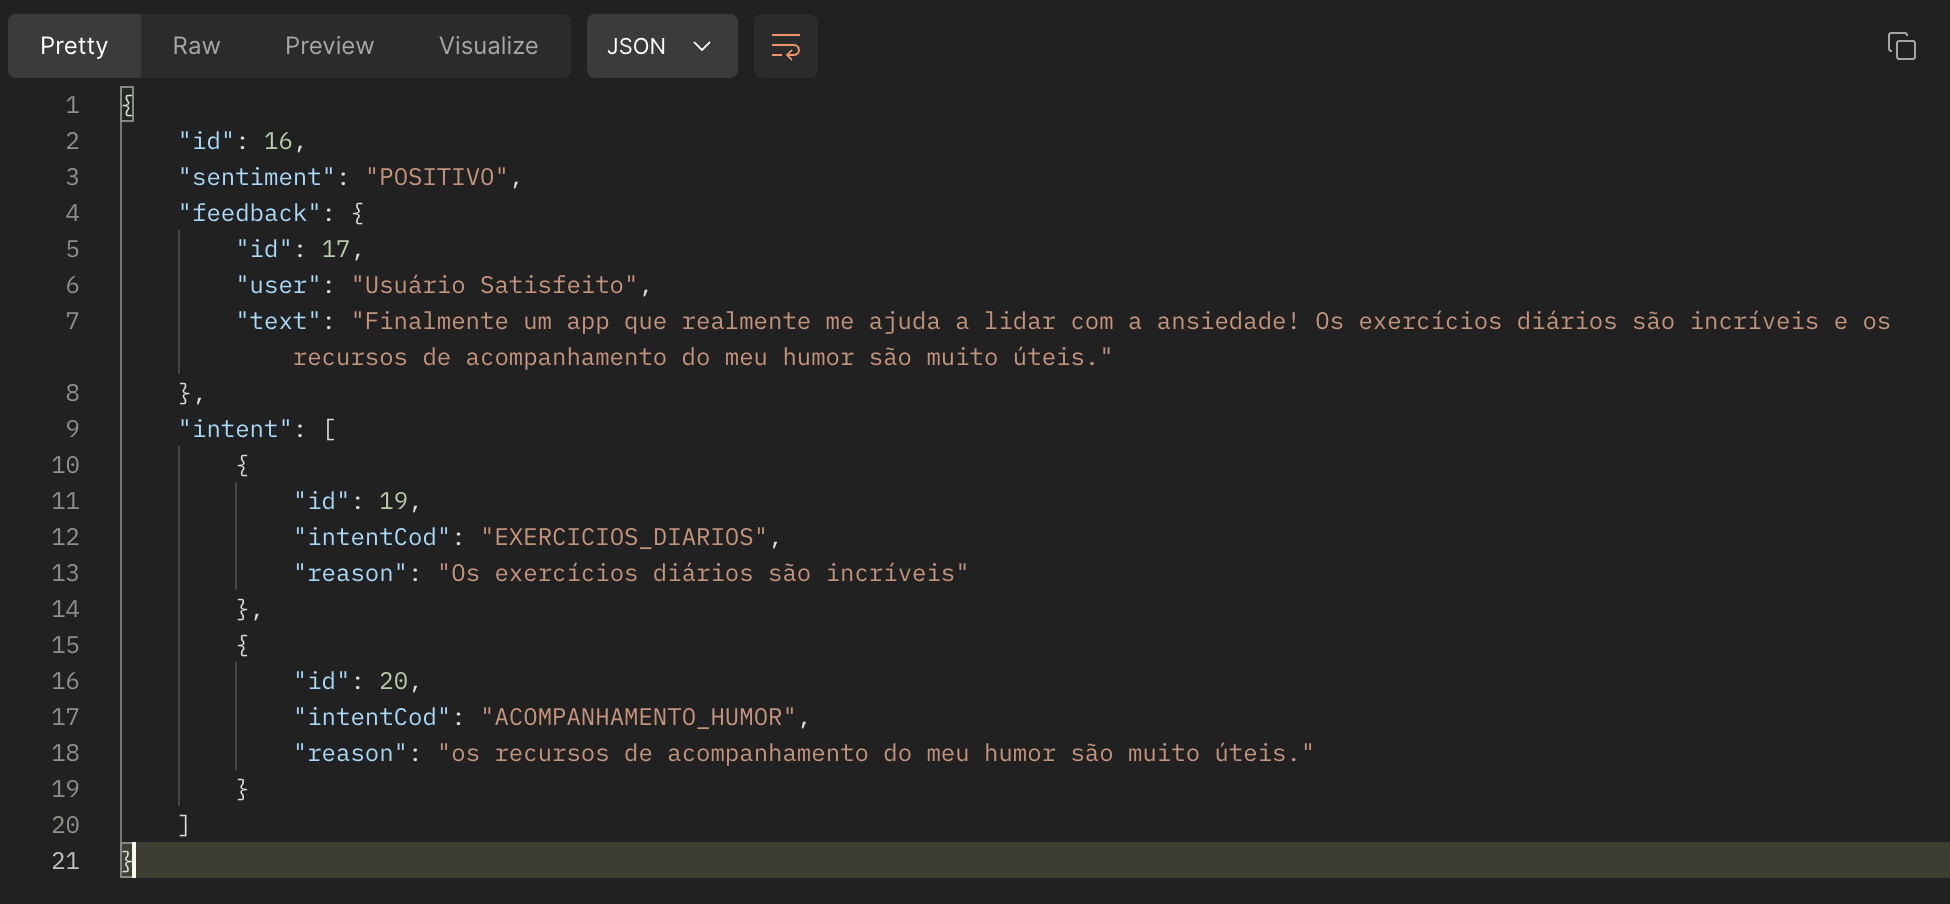 Pretty Raw Preview Visualize JSON
1 {
2 "id": 16,
3 "sentiment": "POSITIVO",
4 "feedback": {
5 "id": 17,
6 "user": "Usuário Satisfeito",
7 "text": "Finalmente um app que realmente me ajuda a lidar com a ansiedade! Os exercícios diários são incríveis e os
recursos de acompanhamento do meu humor são muito úteis."
8 },
9 "intent": [
10 {
11 "id": 19,
12 "intentCod": "EXERCICIOS_DIARIOS",
13 "reason": "Os exercícios diários são incríveis"
14 },
15 {
16 "id": 20,
17 "intentCod": "ACOMPANHAMENTO_HUMOR",
18 "reason": "os recursos de acompanhamento do meu humor são muito úteis."
19 }
20 ]
21 }